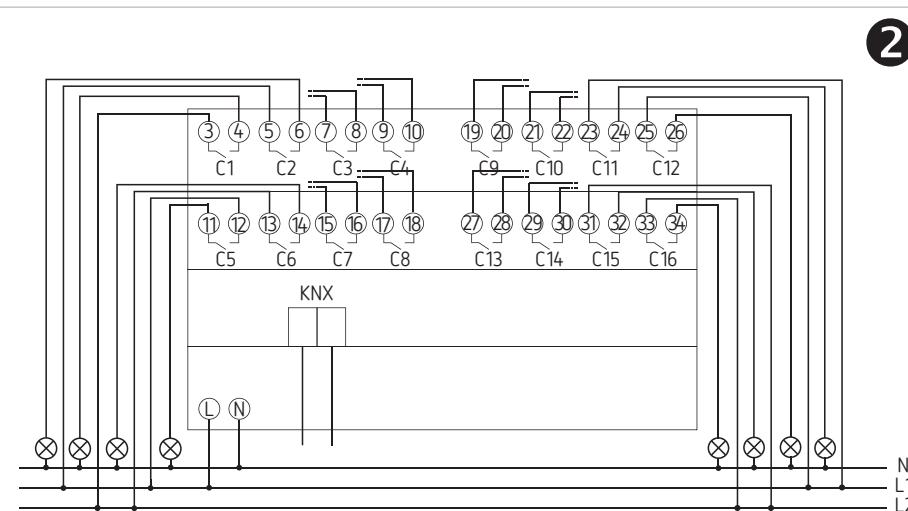 2
3 4 5 6 7 8 9 10 19 20 21 22 23 24 25 26
C1 C2 C3 C4 C9 C10 C11 C12
11 12 13 14 15 16 17 18 27 28 29 30 31 32 33 34
C5 C6 C7 C8 C13 C14 C15 C16
KNX
L N
N
L1
L2